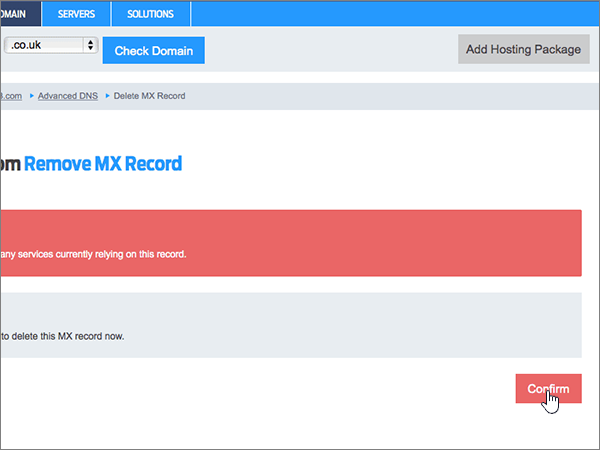 OMAIN SERVERS SOLUTIONS
.co.uk Check Domain Add Hosting Package
3.com Advanced DNS Delete MX Record
om Remove MX Record
any services currently relying on this record.
to delete this MX record now.
Confirm